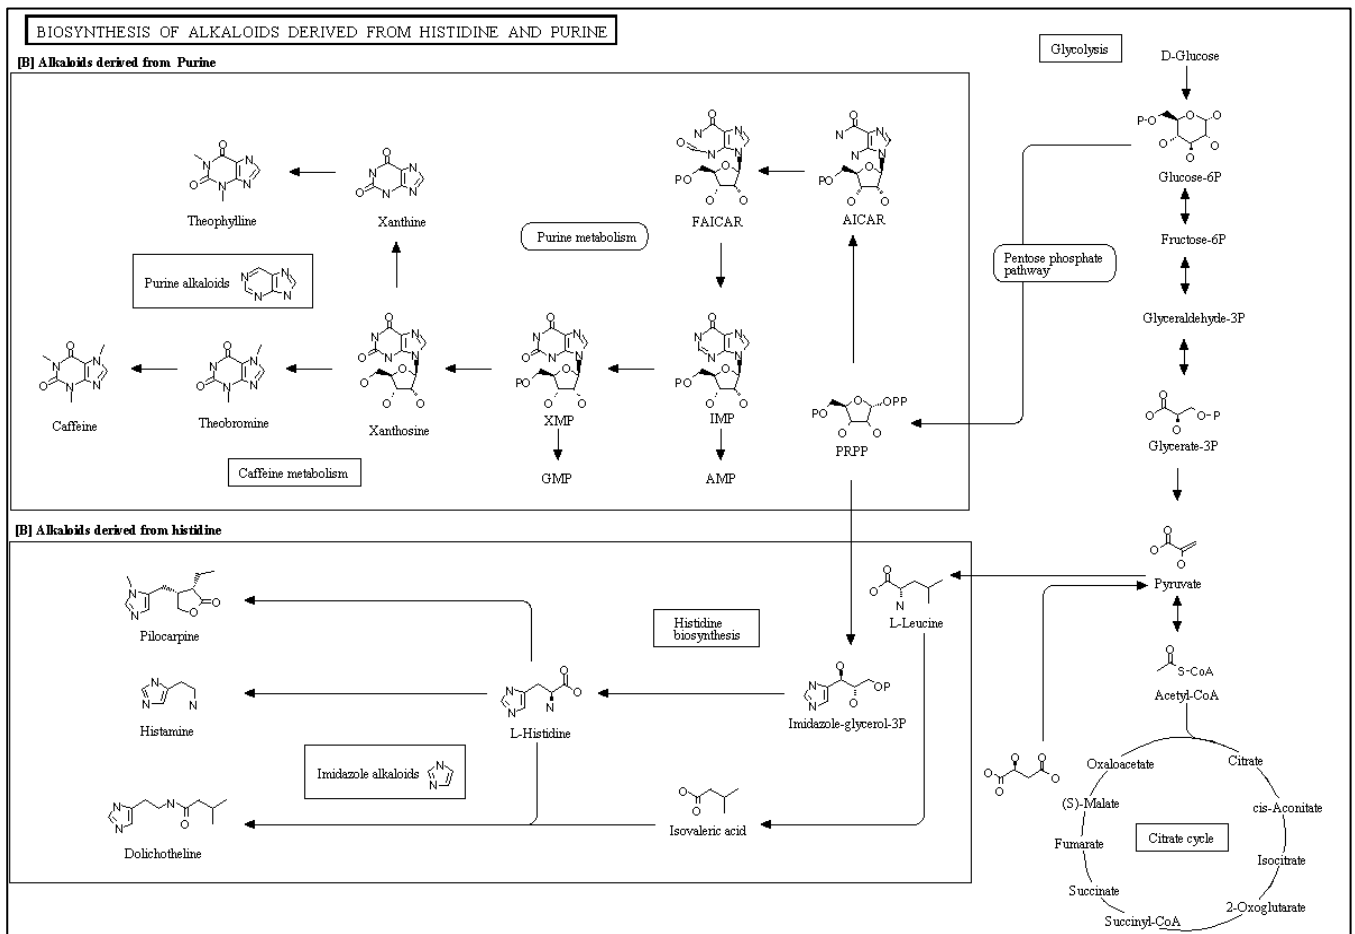 BIOSYNTHESIS OF ALKALOIDS DERIVED FROM HISTIDINE AND PURINE
[B] Alkaloids derived from Purine
Glycolysis
D-Glucose
Glucose-6P
Fructose-6P
Glyceraldehyde-3P
Glycerate-3P
Pentose phosphate
pathway
Theophylline
Xanthine
FAICAR
AICAR
Purine metabolism
Purine alkaloids
Caffeine
Theobromine
Xanthosine
XMP
IMP
PRPP
GMP
AMP
Caffeine metabolism
[B] Alkaloids derived from histidine
Pilocarpine
Histidine
biosynthesis
L-Leucine
Pyruvate
Histamine
L-Histidine
Imidazole-glycerol-3P
Imidazole alkaloids
Dolichotheline
Isovaleric acid
S-CoA
Acetyl-CoA
Oxaloacetate
Citrate
(S)-Malate
cis-Aconitate
Fumarate
Citrate cycle
Isocitrate
Succinate
2-Oxoglutarate
Succinyl-CoA